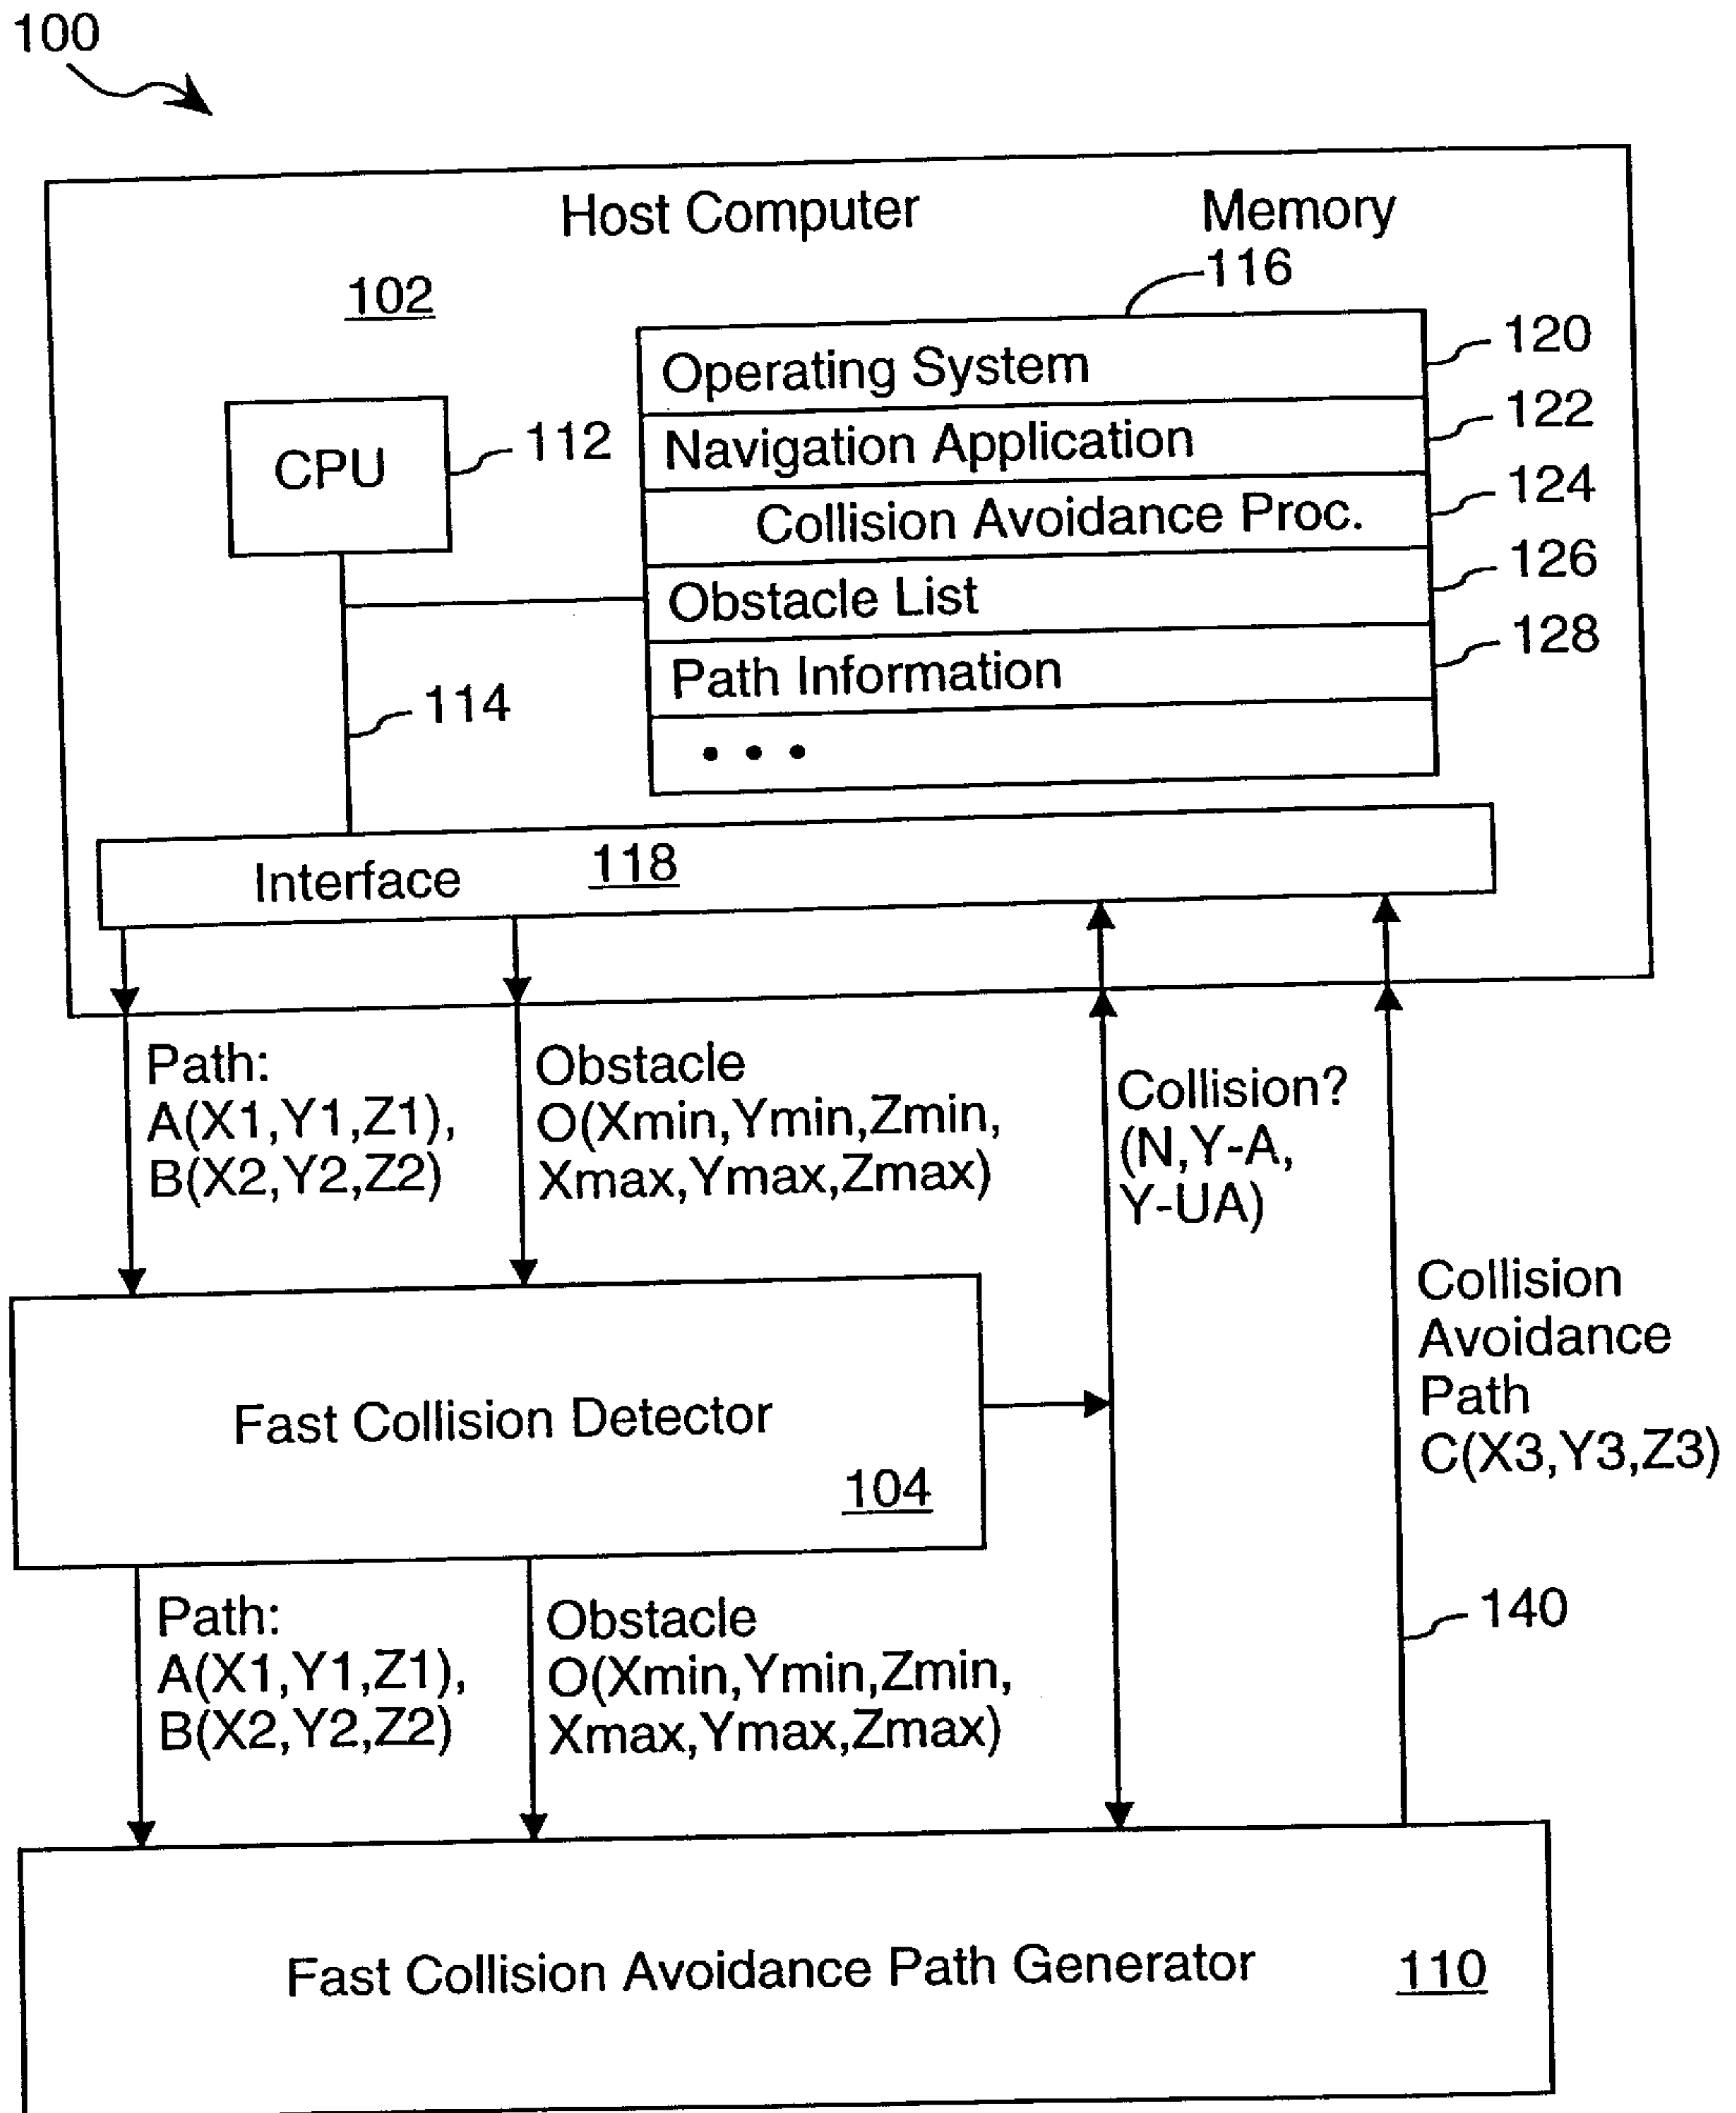 100
Host Computer
Memory
116
102
Operating System
120
Navigation Application
122
CPU
112
Collision Avoidance Proc.
124
Obstacle List
126
Path Information
128
114
• • •
Interface
118
Path:
A(X1,Y1,Z1),
B(X2,Y2,Z2)
Obstacle
O(Xmin,Ymin,Zmin,
Xmax,Ymax,Zmax)
Collision?
(N,Y-A,
Y-UA)
Collision
Avoidance
Path
C(X3,Y3,Z3)
Fast Collision Detector
104
Path:
A(X1,Y1,Z1),
B(X2,Y2,Z2)
Obstacle
O(Xmin,Ymin,Zmin,
Xmax,Ymax,Zmax)
140
Fast Collision Avoidance Path Generator
110